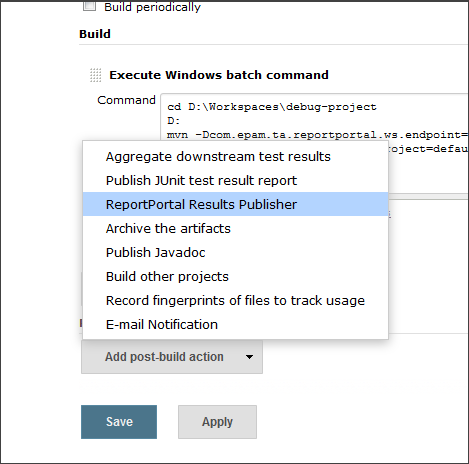 Build periodically
Build
Execute Windows batch command
Command
cd D:\Workspaces\debug-project
D:
mvn -Dcom.epam.ta.reportportal.ws.endpoint=
roject=defau
Aggregate downstream test results
Publish JUnit test result report
ReportPortal Results Publisher
Archive the artifacts
Publish Javadoc
Build other projects
Record fingerprints of files to track usage
E-mail Notification
Add post-build action
Save
Apply